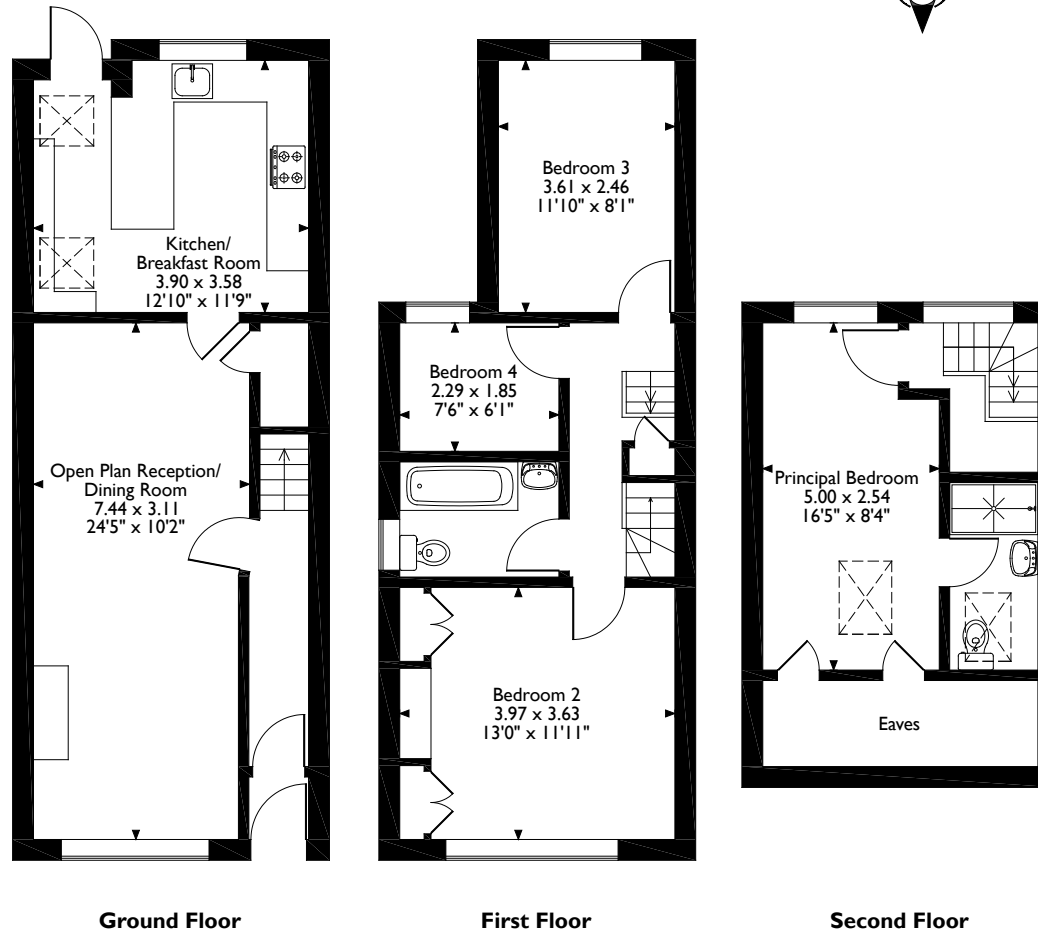 Kitchen/
Breakfast Room
3.90 x 3.58
12'10" x 11'9"
Open Plan Reception/
Dining Room
7.44 x 3.11
24'5" x 10'2"
Ground Floor
Bedroom 3
3.61 x 2.46
11'10" x 8'1"
Bedroom 4
2.29 x 1.85
7'6" x 6'1"
Bedroom 2
3.97 x 3.63
13'0" x 11'11"
First Floor
Principal Bedroom
5.00 x 2.54
16'5" x 8'4"
Eaves
Second Floor